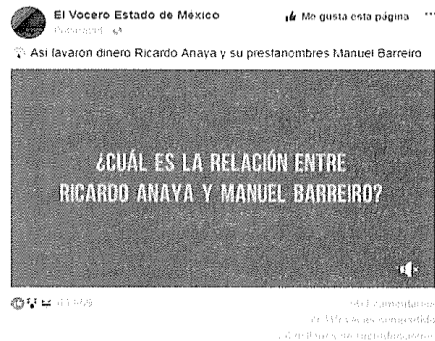 El Vocero Estado de México
Me gusta esta página
Así lavaron dinero Ricardo Anaya y su prestanombres Manuel Barreiro
¿CUÁL ES LA RELACIÓN ENTRE
RICARDO ANAYA Y MANUEL BARREIRO?